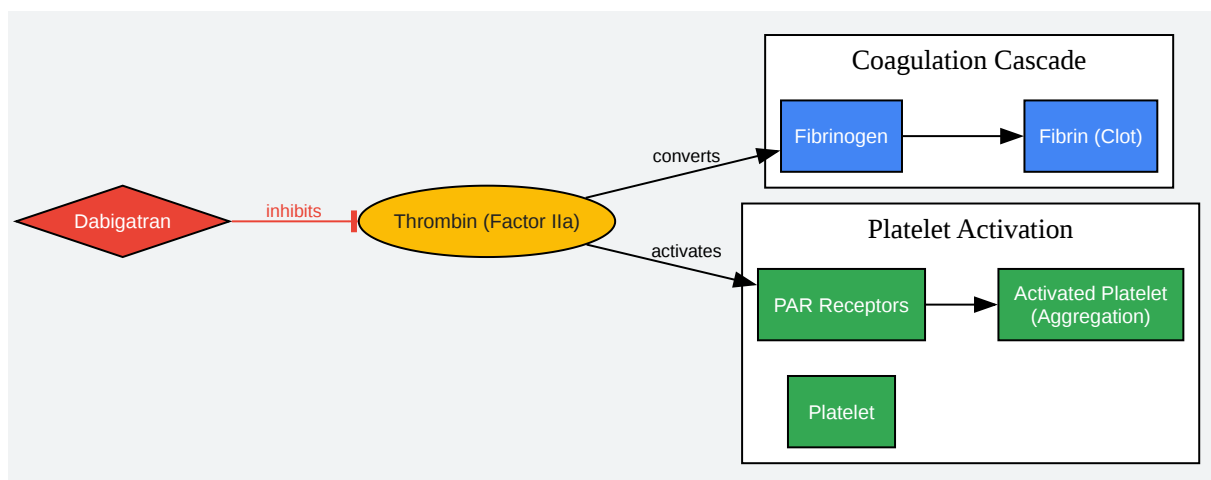 Coagulation Cascade
Fibrinogen
Fibrin (Clot)
converts
Dabigatran
inhibits
Thrombin (Factor IIa)
Platelet Activation
activates
PAR Receptors
Activated Platelet
(Aggregation)
Platelet